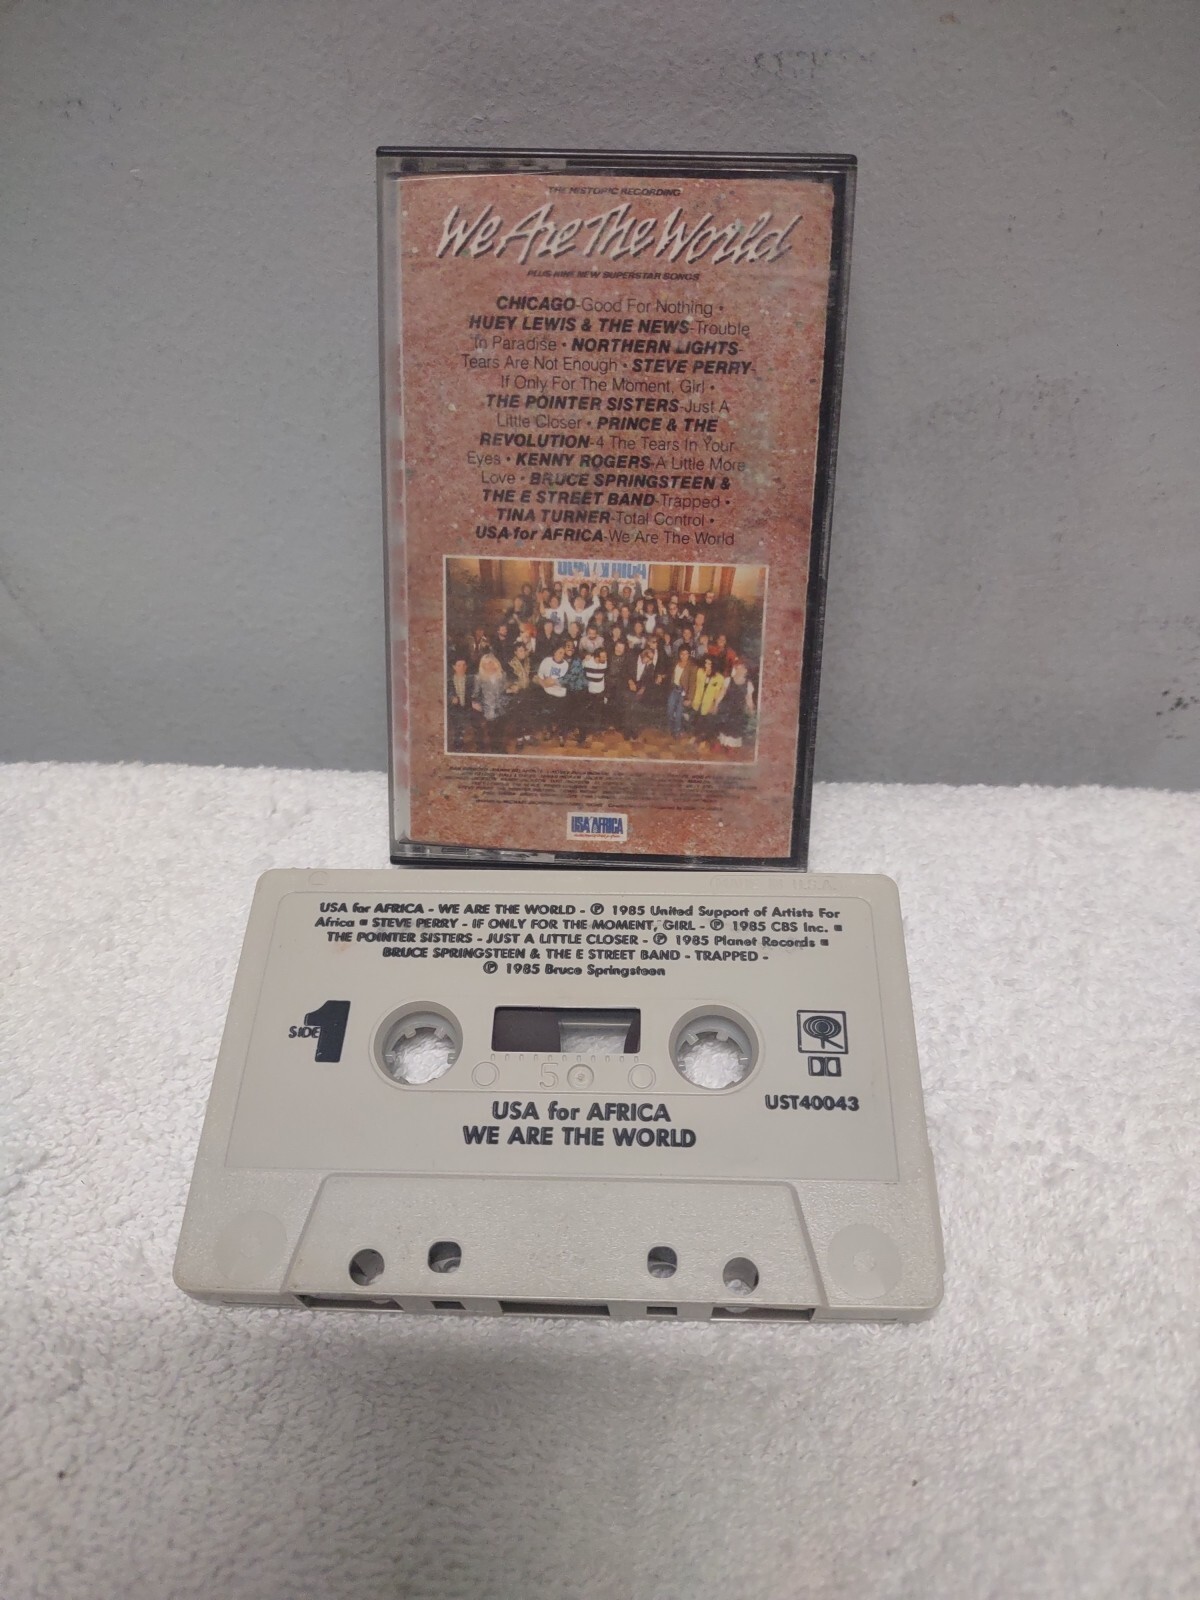 THE HISTORIC RECORDING
We Are The World
PLUS NINE NEW SUPERSTAR SONGS
CHICAGO-Good For Nothing •
HUEY LEWIS & THE NEWS-Trouble
In Paradise • NORTHERN LIGHTS-
Tears Are Not Enough • STEVE PERRY-
If Only For The Moment, Girl •
THE POINTER SISTERS-Just A
Little Closer • PRINCE & THE
REVOLUTION-4 The Tears In Your
Eyes • KENNY ROGERS-A Little More
Love • BRUCE SPRINGSTEEN &
THE E STREET BAND-Trapped •
TINA TURNER-Total Control •
USA for AFRICA-We Are The World
USA AFRICA
U.S.A.
USA for AFRICA - WE ARE THE WORLD - ℗ 1985 United Support of Artists For
Africa ■ STEVE PERRY - IF ONLY FOR THE MOMENT, GIRL - ℗ 1985 CBS Inc. ■
THE POINTER SISTERS - JUST A LITTLE CLOSER - ℗ 1985 Planet Records ■
BRUCE SPRINGSTEEN & THE E STREET BAND - TRAPPED -
℗ 1985 Bruce Springsteen
SIDE 1
5
UST40043
USA for AFRICA
WE ARE THE WORLD